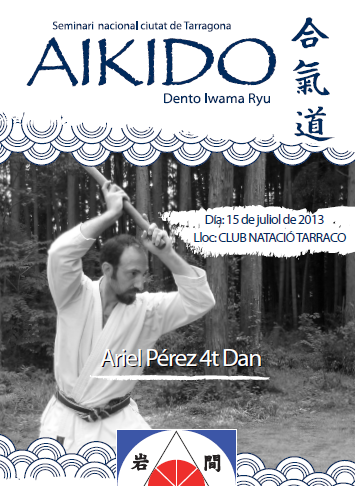 Seminari nacional ciutat de Tarragona
AIKIDO
Dento Iwama Ryu
合氣道
Día: 15 de juliol de 2013
Lloc: CLUB NATACIÓ TARRACO
Ariel Pérez 4t Dan
岩間